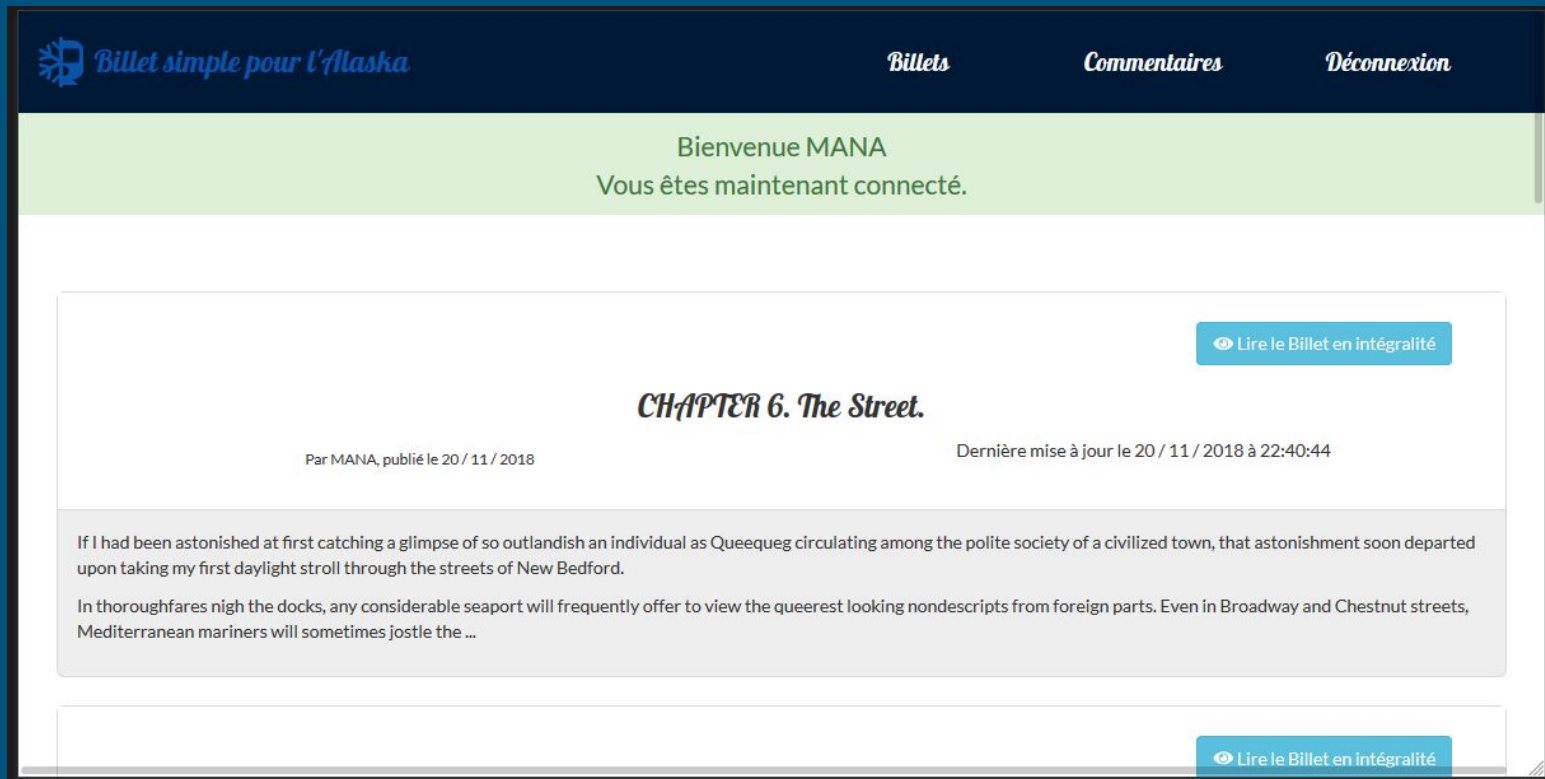 Billet simple pour l'Alaska
Billets
Commentaires
Déconnexion
Bienvenue MANA
Vous êtes maintenant connecté.
Lire le Billet en intégralité
CHAPTER 6. The Street.
Par MANA, publié le 20 / 11 / 2018
Dernière mise à jour le 20 / 11 / 2018 à 22:40:44
If I had been astonished at first catching a glimpse of so outlandish an individual as Queequeg circulating among the polite society of a civilized town, that astonishment soon departed
upon taking my first daylight stroll through the streets of New Bedford.
In thoroughfares nigh the docks, any considerable seaport will frequently offer to view the queerest looking nondescripts from foreign parts. Even in Broadway and Chestnut streets,
Mediterranean mariners will sometimes jostle the ...
Lire le Billet en intégralité